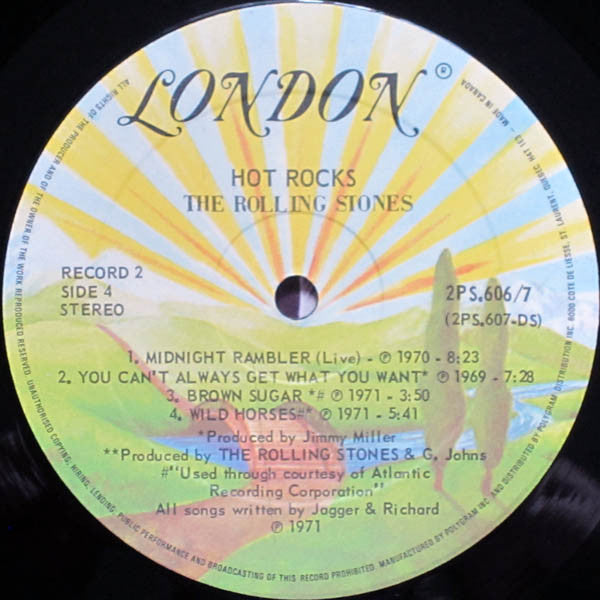 LONDON ®
HOT ROCKS
THE ROLLING STONES
RECORD 2
SIDE 4
STEREO
2PS.606/7
(2PS.607-DS)
1. MIDNIGHT RAMBLER (Live) - ℗ 1970 - 8:23
2. YOU CAN'T ALWAYS GET WHAT YOU WANT* ℗ 1969 - 7:28
3. BROWN SUGAR *# ℗ 1971 - 3:50
4. WILD HORSES#* ℗ 1971 - 5:41
*Produced by Jimmy Miller
**Produced by THE ROLLING STONES & G. Johns
#"Used through courtesy of Atlantic
Recording Corporation"
All songs written by Jagger & Richard
℗ 1971
ALL RIGHTS OF THE PRODUCER AND OF THE OWNER OF THE WORK REPRODUCED RESERVED. UNAUTHORISED COPYING, HIRING, LENDING, PUBLIC PERFORMANCE AND BROADCASTING OF THIS RECORD PROHIBITED. MANUFACTURED BY POLYGRAM INC. AND DISTRIBUTED BY POLYGRAM DISTRIBUTION INC. 6000 COTE DE LIESSE, ST LAURENT, QUEBEC H4T 1E3 - MADE IN CANADA